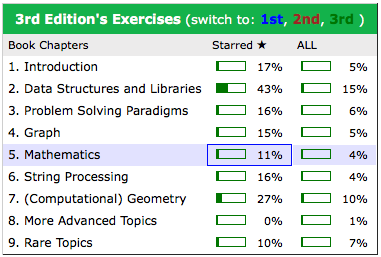 3rd Edition's Exercises (switch to: 1st, 2nd, 3rd )
Book Chapters Starred ★ ALL
1. Introduction 17% 5%
2. Data Structures and Libraries 43% 15%
3. Problem Solving Paradigms 16% 6%
4. Graph 15% 5%
5. Mathematics 11% 4%
6. String Processing 16% 4%
7. (Computational) Geometry 27% 10%
8. More Advanced Topics 0% 1%
9. Rare Topics 10% 7%